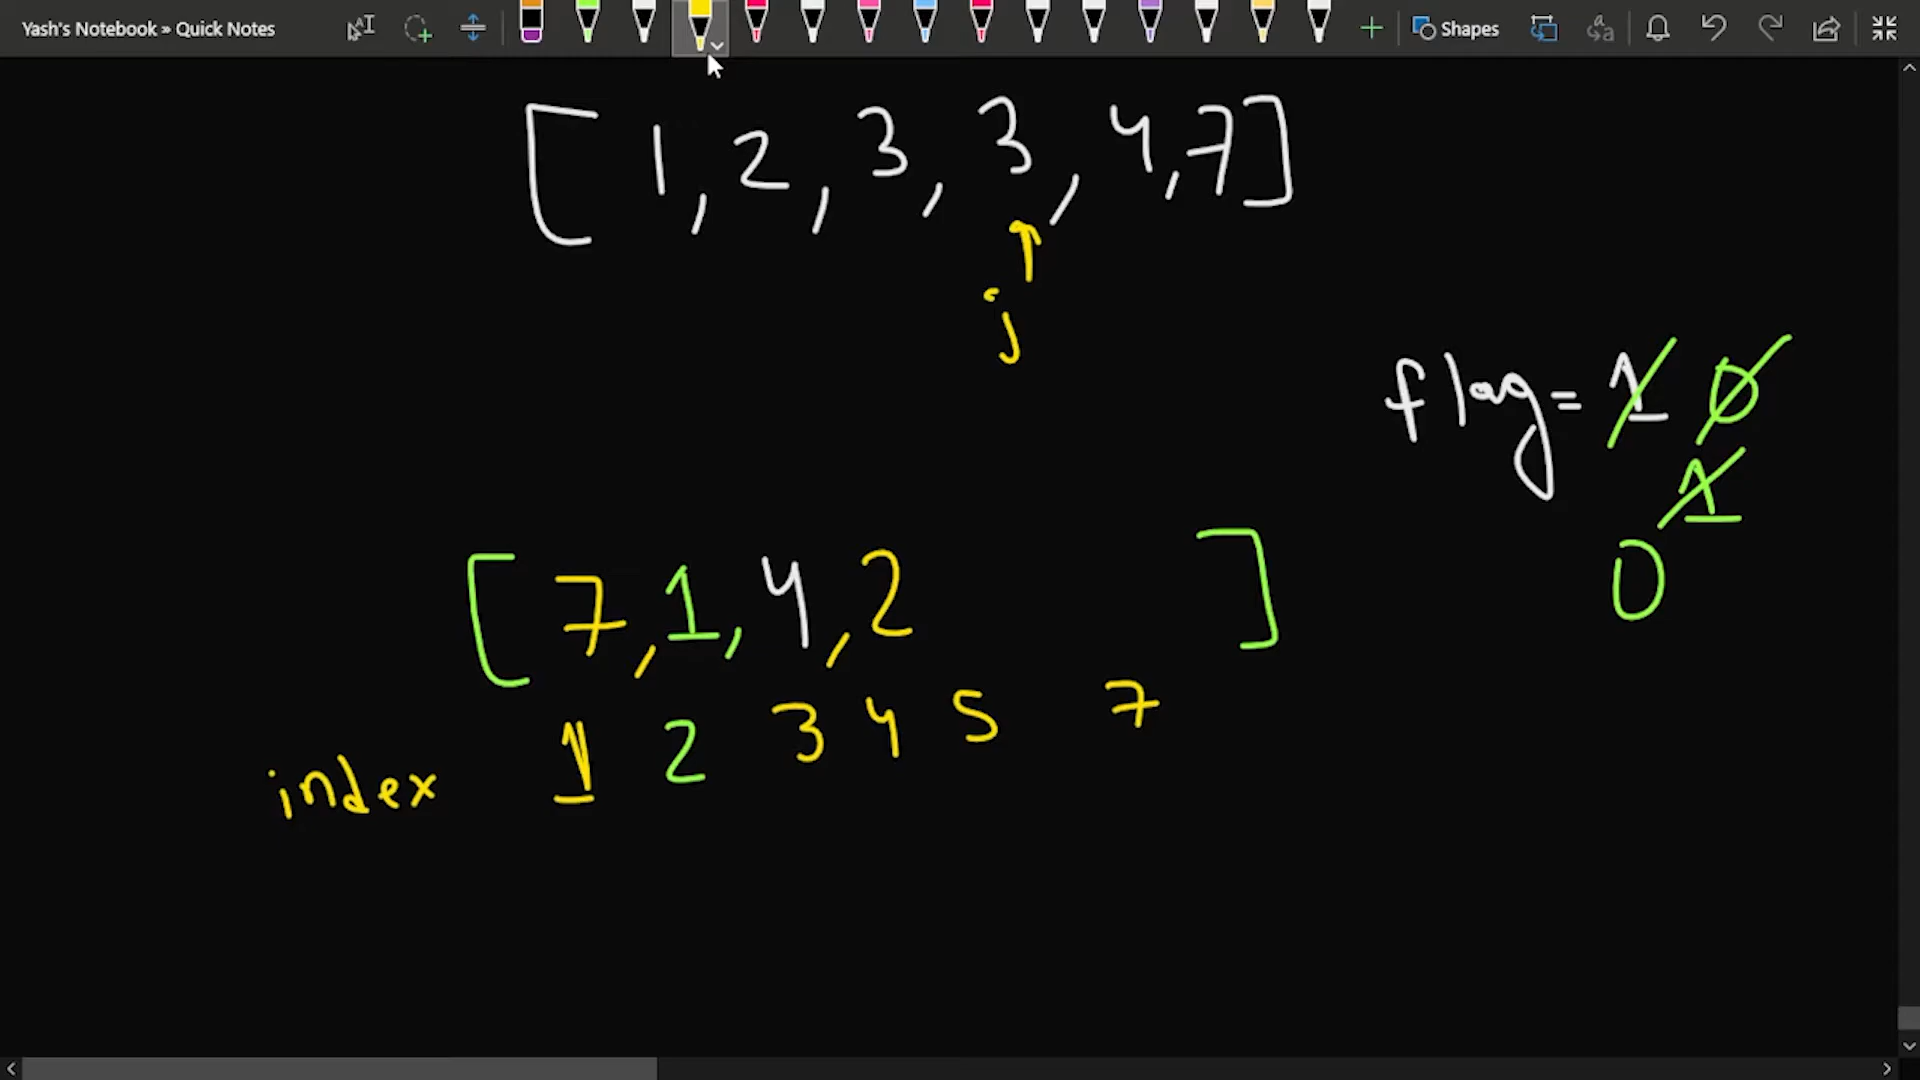 Yash's Notebook » Quick Notes
Shapes
[ 1, 2, 3, 3, 4, 7 ]
j
flag = 1 0
1
0
[ 7, 1, 4, 2 ]
index 1 2 3 4 5 7